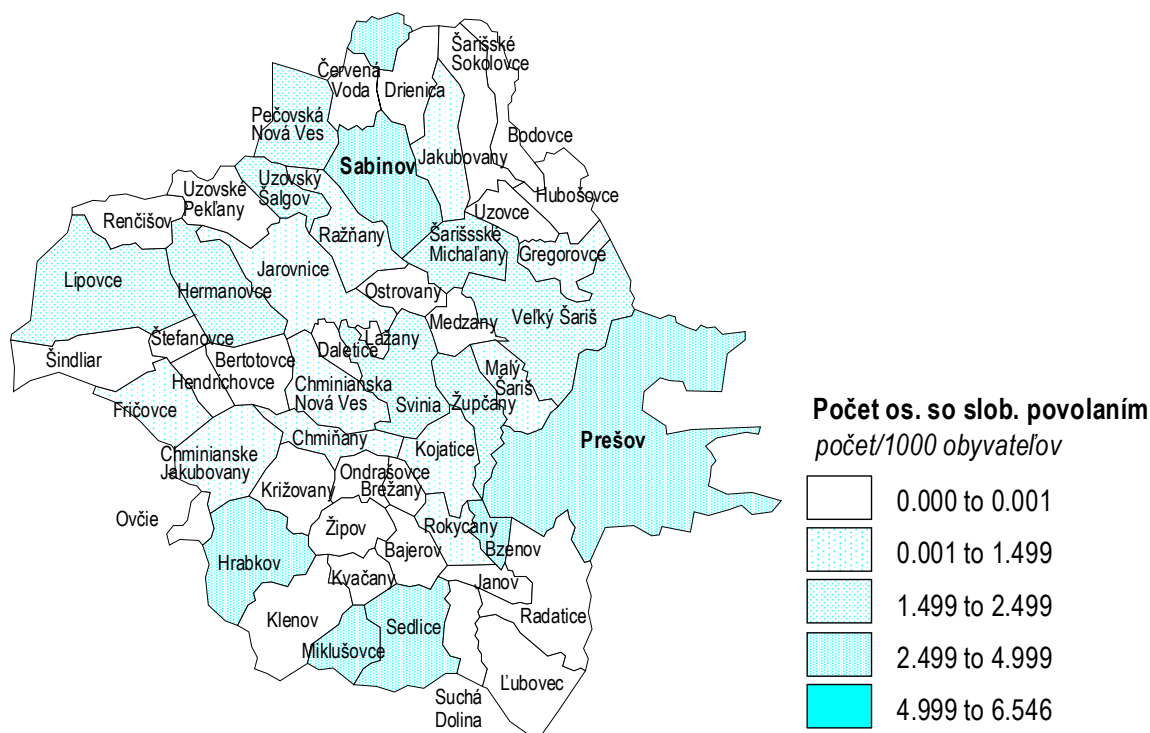 Šarišské
Sokolovce
Červená
Voda
Drienica
Pečovská
Nová Ves
Bodovce
Sabinov
Jakubovany
Uzovský
Šalgov
Hubošovce
Uzovské
Pekľany
Uzovce
Renčišov
Ražňany
Šarišsské
Michaľany
Gregorovce
Jarovnice
Lipovce
Hermanovce
Ostrovany
Veľký Šariš
Medzany
Štefanovce
Lažany
Daletice
Šindliar
Bertotovce
Malý
Šariš
Hendrichovce
Chminianska
Nová Ves
Svinia
Župčany
Fričovce
Prešov
Chmiňany
Kojatice
Chminianske
Jakubovany
Ondrašovce
Brežany
Križovany
Ovčie
Žipov
Rokycany
Bzenov
Bajerov
Hrabkov
Kvačany
Janov
Klenov
Sedlice
Radatice
Miklušovce
Ľubovec
Suchá
Dolina
Počet os. so slob. povolaním
počet/1000 obyvateľov
0.000 to 0.001
0.001 to 1.499
1.499 to 2.499
2.499 to 4.999
4.999 to 6.546